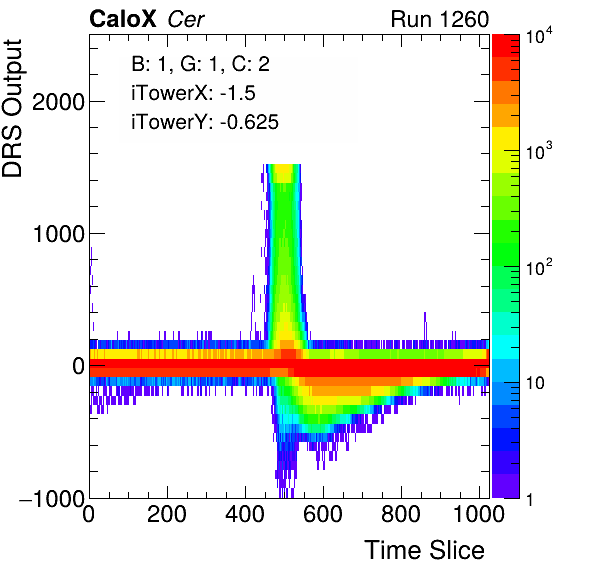 CaloX Cer Run 1260
B: 1, G: 1, C: 2
iTowerX: -1.5
iTowerY: -0.625
DRS Output
2000
1000
0
−1000
0 200 400 600 800 1000
Time Slice
10^4
10^3
10^2
10
1